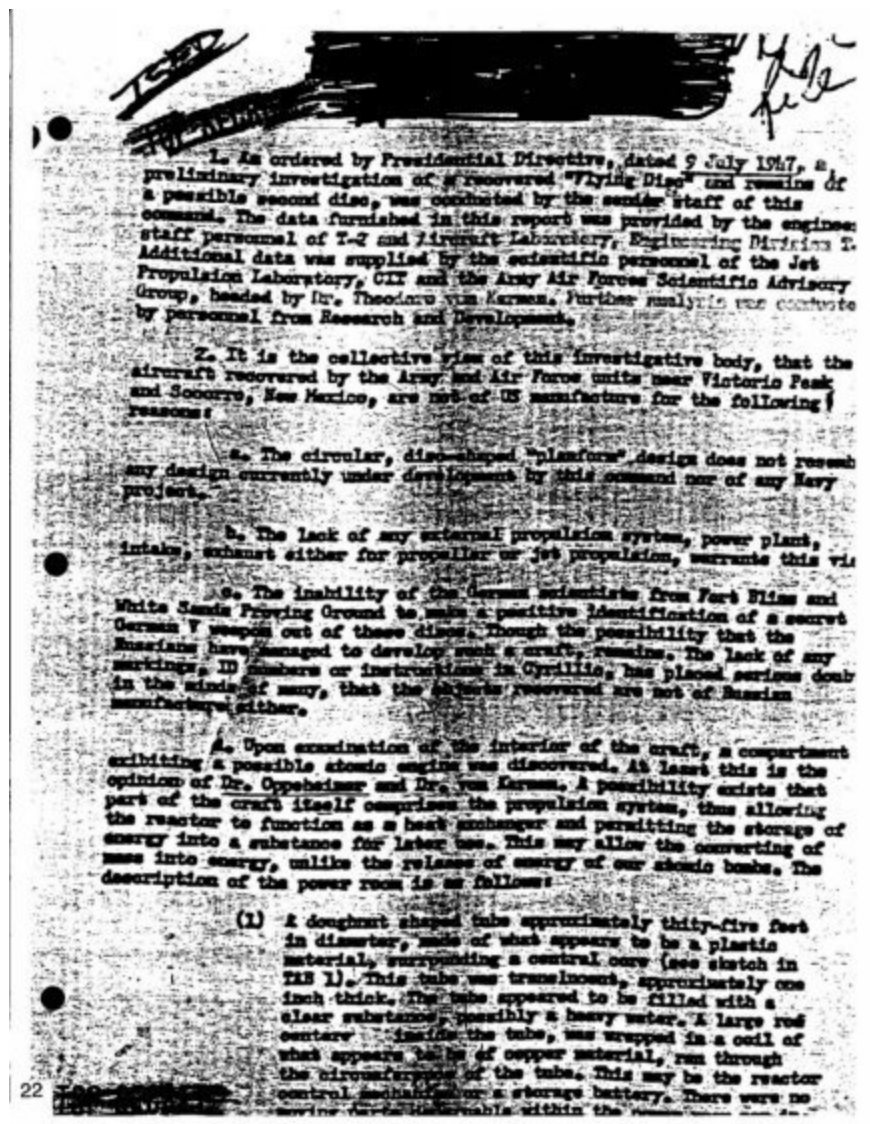 1. As ordered by Presidential Directive, dated 9 July 1947, a
preliminary investigation of a recovered "Flying Disc" and remains of
a possible second disc, was conducted by the senior staff of this
command. The data furnished in this report was provided by the engineer
staff personnel of T-2 and Aircraft Laboratory, Engineering Division T-
Additional data was supplied by the scientific personnel of the Jet
Propulsion Laboratory, CIT and the Army Air Forces Scientific Advisory
Group, headed by Dr. Theodore von Karman. Further analysis was conducte
by personnel from Research and Development.
2. It is the collective view of this investigative body, that the
aircraft recovered by the Army and Air Force units near Victorio Peak
and Socorro, New Mexico, are not of US manufacture for the following
reasons:
a. The circular, disc-shaped "planform" design does not resemb
any design currently under development by this command nor of any Navy
project.
b. The lack of any external propulsion system, power plant,
intake, exhaust either for propeller or jet propulsion, warrants this vie
c. The inability of the German scientists from Fort Bliss and
White Sands Proving Ground to make a positive identification of a secret
German V weapon out of these discs. Though the possibility that the
Russians have managed to develop such a craft, remains. The lack of any
markings, ID numbers or instructions in Cyrillic, has placed serious doub
in the minds of many, that the objects recovered are not of Russian
manufacture either.
d. Upon examination of the interior of the craft, a compartment
exibiting a possible atomic engine was discovered. At least this is the
opinion of Dr. Oppeheimer and Dr. von Karman. A possibility exists that
part of the craft itself comprises the propulsion system, thus allowing
the reactor to function as a heat exchanger and permitting the storage of
energy into a substance for later use. This may allow the converting of
mass into energy, unlike the release of energy of our atomic bombs. The
description of the power room is as follows:
(1) A doughnut shaped tube approximately thity-five feet
in diameter, made of what appears to be a plastic
material, surrounding a central core (see sketch in
TAB 1). This tube was translucent, approximately one
inch thick. The tube appeared to be filled with a
clear substance, possibly a heavy water. A large rod
centere inside the tube, was wrapped in a coil of
what appears to be of copper material, ran through
the circumference of the tube. This may be the reactor
control mechanism or a storage battery. There were no
moving parts within the
22